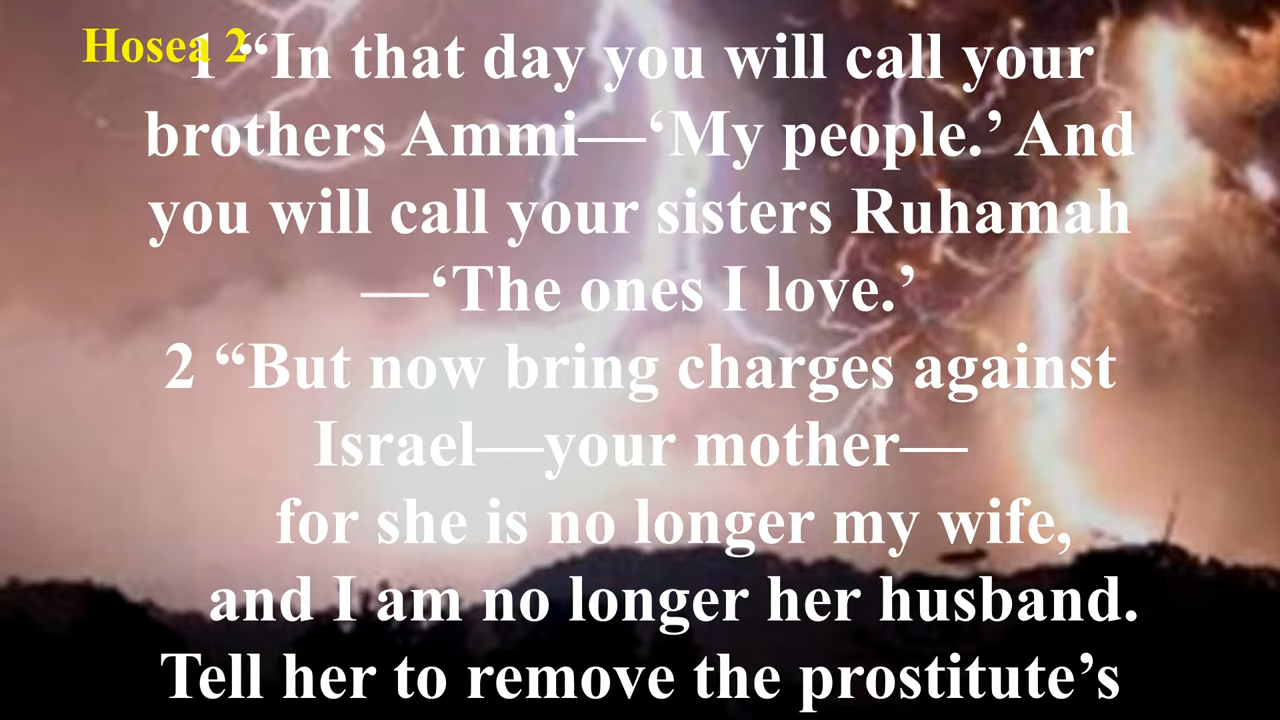 Hosea 2
1 “In that day you will call your
brothers Ammi—‘My people.’ And
you will call your sisters Ruhamah
—‘The ones I love.’
2 “But now bring charges against
Israel—your mother—
for she is no longer my wife,
and I am no longer her husband.
Tell her to remove the prostitute’s